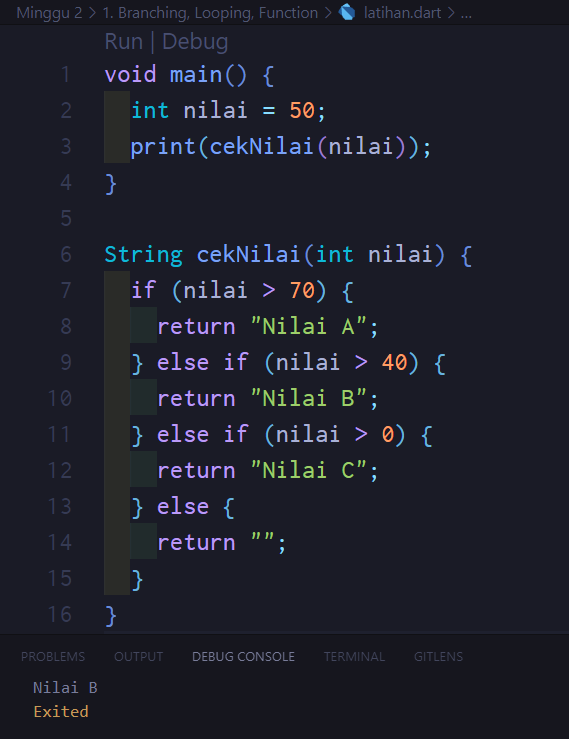 Minggu 2 > 1. Branching, Looping, Function > latihan.dart > ...
Run | Debug
1 void main() {
2 int nilai = 50;
3 print(cekNilai(nilai));
4 }
5
6 String cekNilai(int nilai) {
7 if (nilai > 70) {
8 return "Nilai A";
9 } else if (nilai > 40) {
10 return "Nilai B";
11 } else if (nilai > 0) {
12 return "Nilai C";
13 } else {
14 return "";
15 }
16 }
PROBLEMS OUTPUT DEBUG CONSOLE TERMINAL GITLENS
Nilai B
Exited